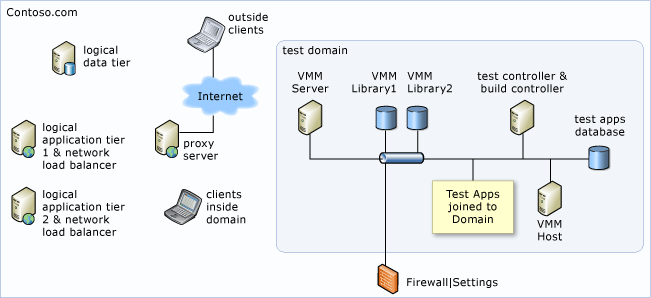 Contoso.com
logical
data tier
outside
clients
Internet
logical
application tier
1 & network
load balancer
proxy
server
logical
application tier
2 & network
load balancer
clients
inside
domain
test domain
VMM
Server
VMM
Library1
VMM
Library2
test controller &
build controller
test apps
database
Test Apps
joined to
Domain
VMM
Host
Firewall|Settings